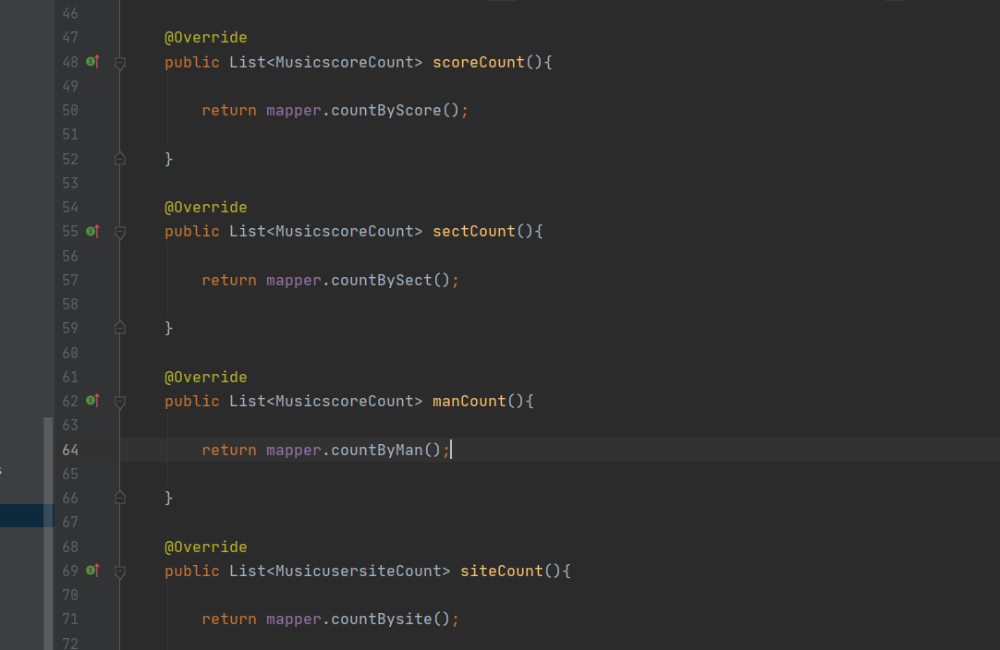 46
47 @Override
48 public List<MusicscoreCount> scoreCount(){
49
50 return mapper.countByScore();
51
52 }
53
54 @Override
55 public List<MusicscoreCount> sectCount(){
56
57 return mapper.countBySect();
58
59 }
60
61 @Override
62 public List<MusicscoreCount> manCount(){
63
64 return mapper.countByMan();
65
66 }
67
68 @Override
69 public List<MusicusersiteCount> siteCount(){
70
71 return mapper.countBysite();
72